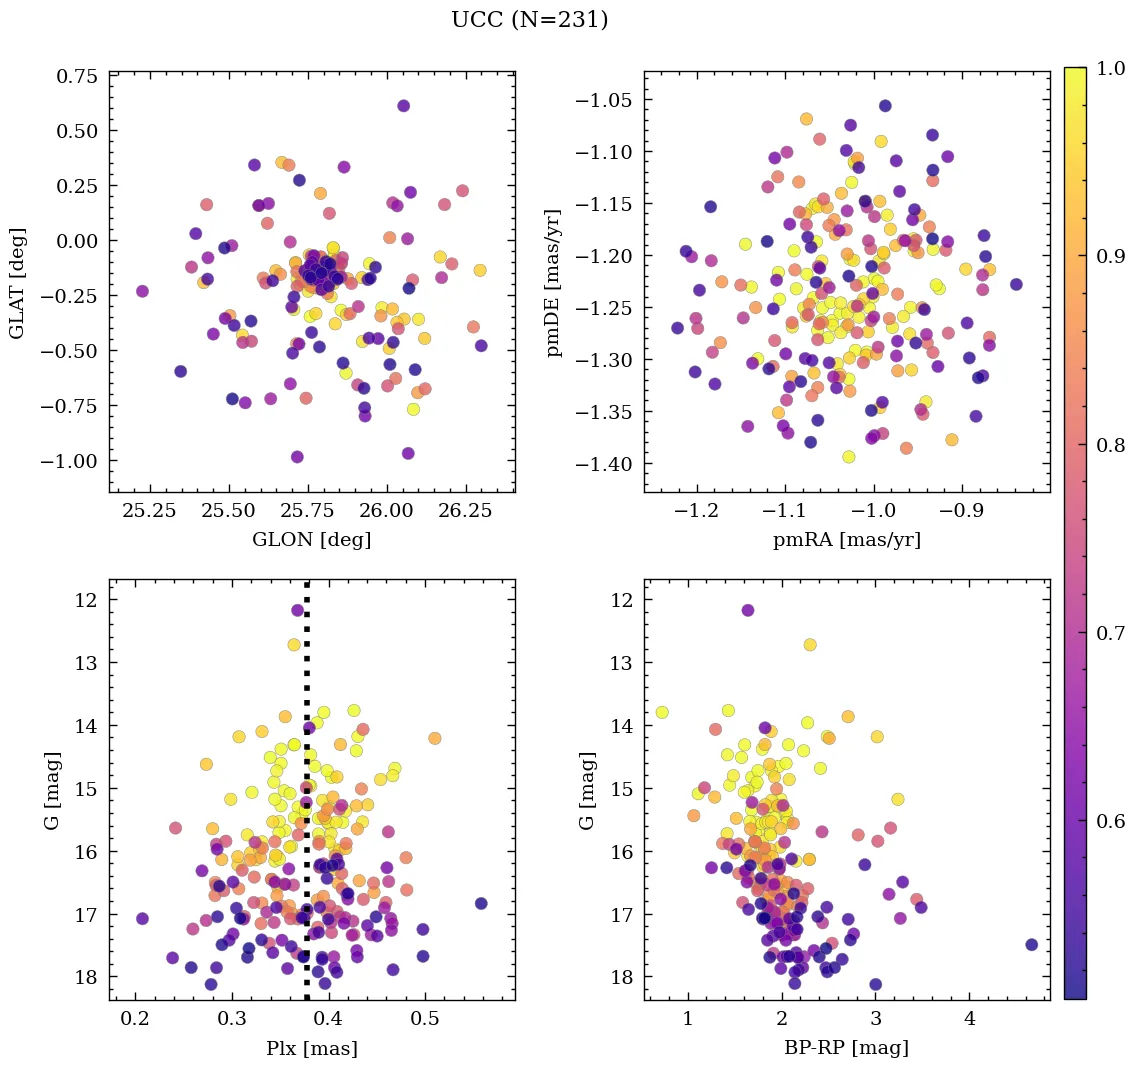 UCC (N=231)
0.75
0.50
0.25
0.00
−0.25
−0.50
−0.75
−1.00
GLAT [deg]
25.25 25.50 25.75 26.00 26.25
GLON [deg]
−1.05
−1.10
−1.15
−1.20
−1.25
−1.30
−1.35
−1.40
pmDE [mas/yr]
−1.2 −1.1 −1.0 −0.9
pmRA [mas/yr]
12
13
14
15
16
17
18
G [mag]
0.2 0.3 0.4 0.5
Plx [mas]
12
13
14
15
16
17
18
G [mag]
1 2 3 4
BP-RP [mag]
1.0
0.9
0.8
0.7
0.6